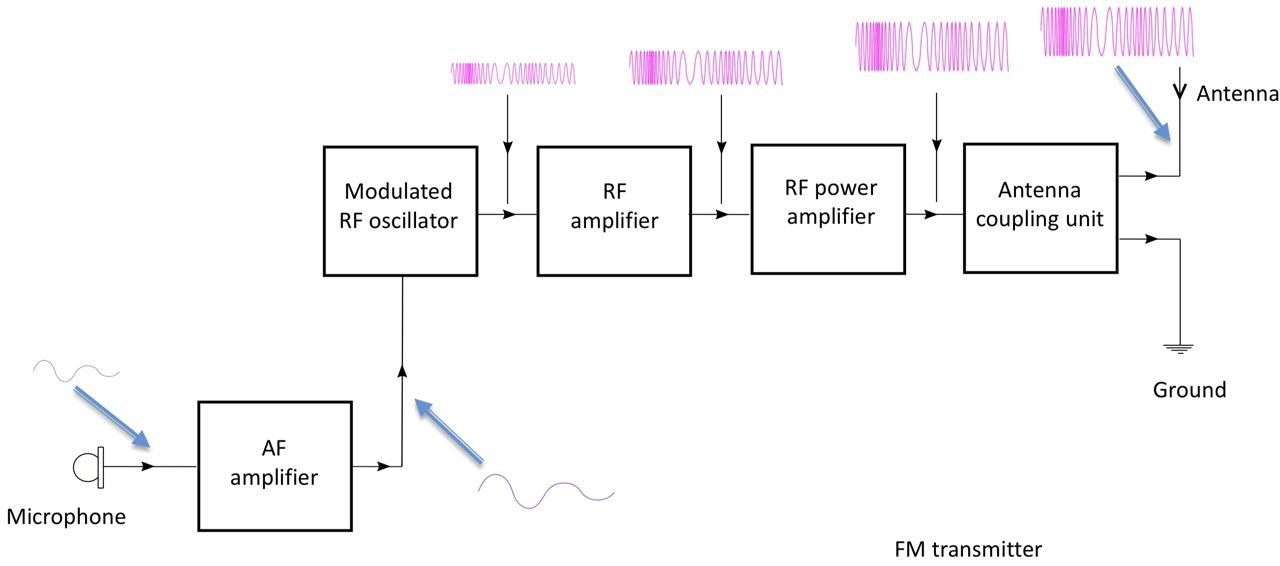 Antenna
Modulated
RF oscillator
RF
amplifier
RF power
amplifier
Antenna
coupling unit
Ground
AF
amplifier
Microphone
FM transmitter